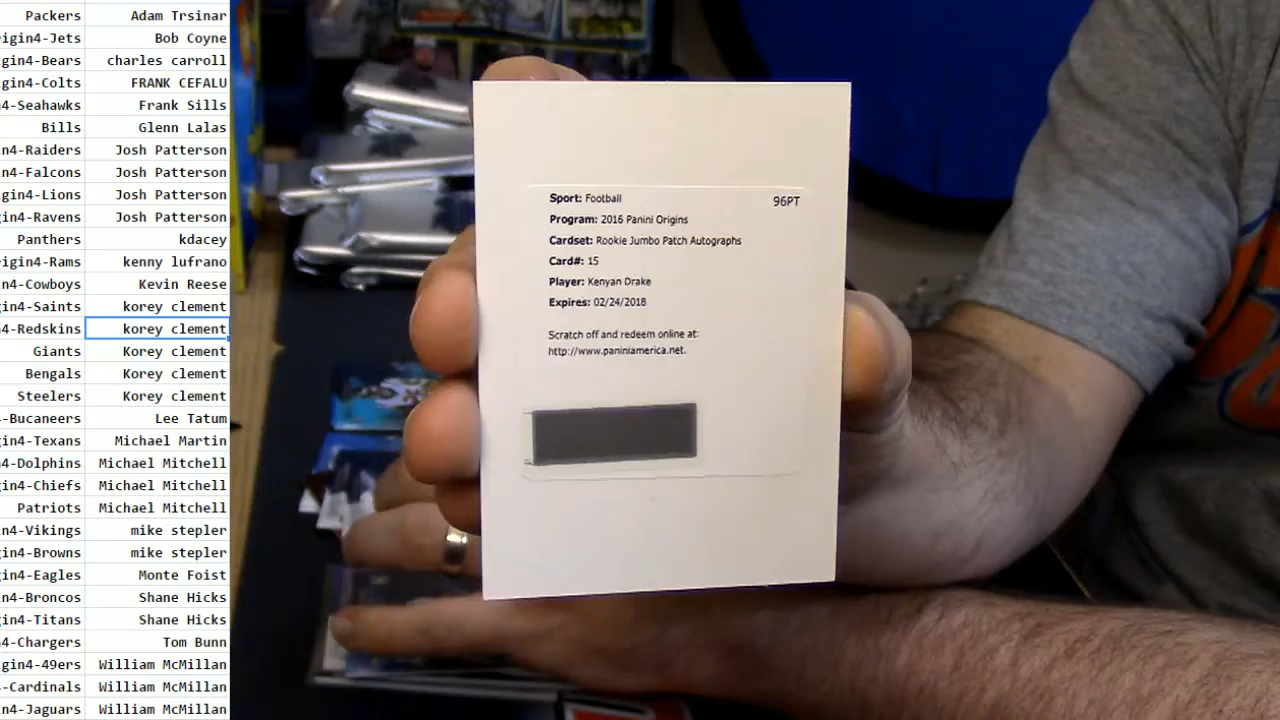 Packers Adam Trsinar
igin4-Jets Bob Coyne
igin4-Bears charles carroll
gin4-Colts FRANK CEFALU
4-Seahawks Frank Sills
Bills Glenn Lalas
n4-Raiders Josh Patterson
n4-Falcons Josh Patterson
in4-Lions Josh Patterson
n4-Ravens Josh Patterson
Panthers kdacey
rigin4-Rams kenny lufrano
n4-Cowboys Kevin Reese
gin4-Saints korey clement
4-Redskins korey clement
Giants Korey clement
Bengals Korey clement
Steelers Korey clement
4-Bucaneers Lee Tatum
gin4-Texans Michael Martin
4-Dolphins Michael Mitchell
in4-Chiefs Michael Mitchell
Patriots Michael Mitchell
n4-Vikings mike stepler
in4-Browns mike stepler
in4-Eagles Monte Foist
n4-Broncos Shane Hicks
in4-Titans Shane Hicks
n4-Chargers Tom Bunn
gin4-49ers William McMillan
-Cardinals William McMillan
n4-Jaguars William McMillan
Sport: Football 96PT
Program: 2016 Panini Origins
Cardset: Rookie Jumbo Patch Autographs
Card#: 15
Player: Kenyan Drake
Expires: 02/24/2018
Scratch off and redeem online at:
http://www.paniniamerica.net.